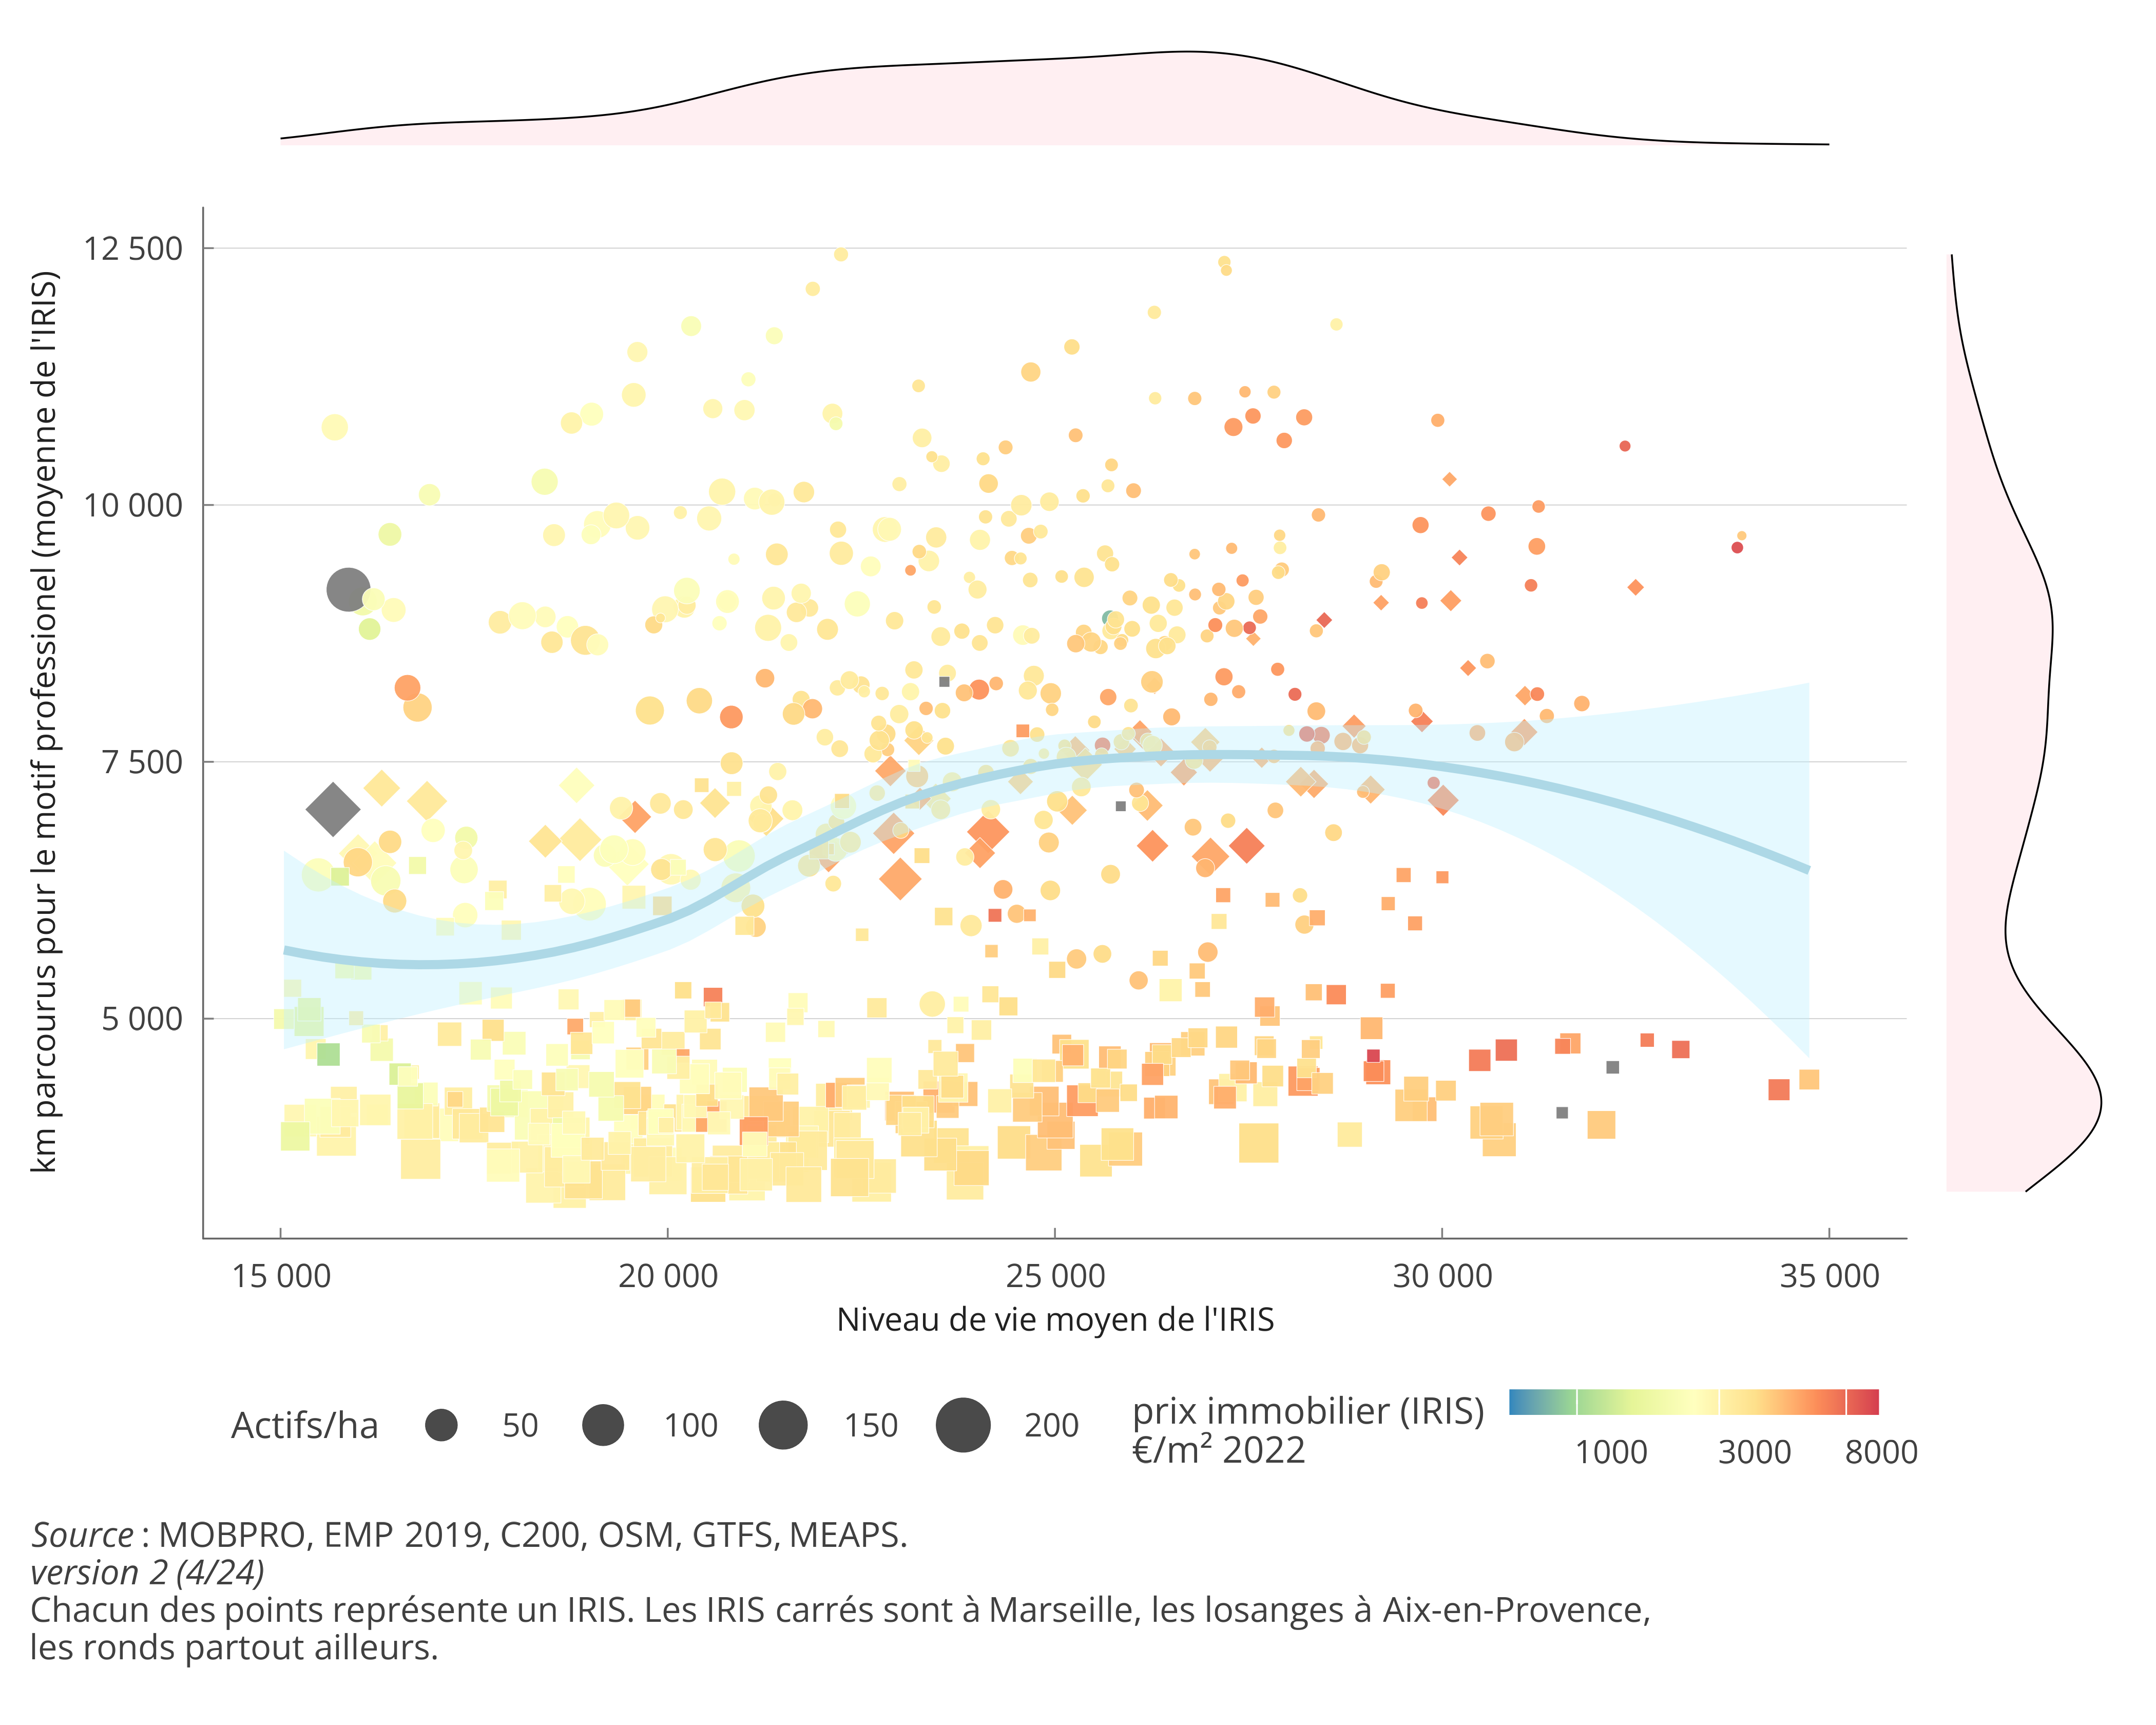 km parcourus pour le motif professionel (moyenne de l'IRIS)
12 500
10 000
7 500
5 000
15 000 20 000 25 000 30 000 35 000
Niveau de vie moyen de l'IRIS
Actifs/ha 50 100 150 200
prix immobilier (IRIS)
€/m² 2022
1000 3000 8000
Source : MOBPRO, EMP 2019, C200, OSM, GTFS, MEAPS.
version 2 (4/24)
Chacun des points représente un IRIS. Les IRIS carrés sont à Marseille, les losanges à Aix-en-Provence,
les ronds partout ailleurs.